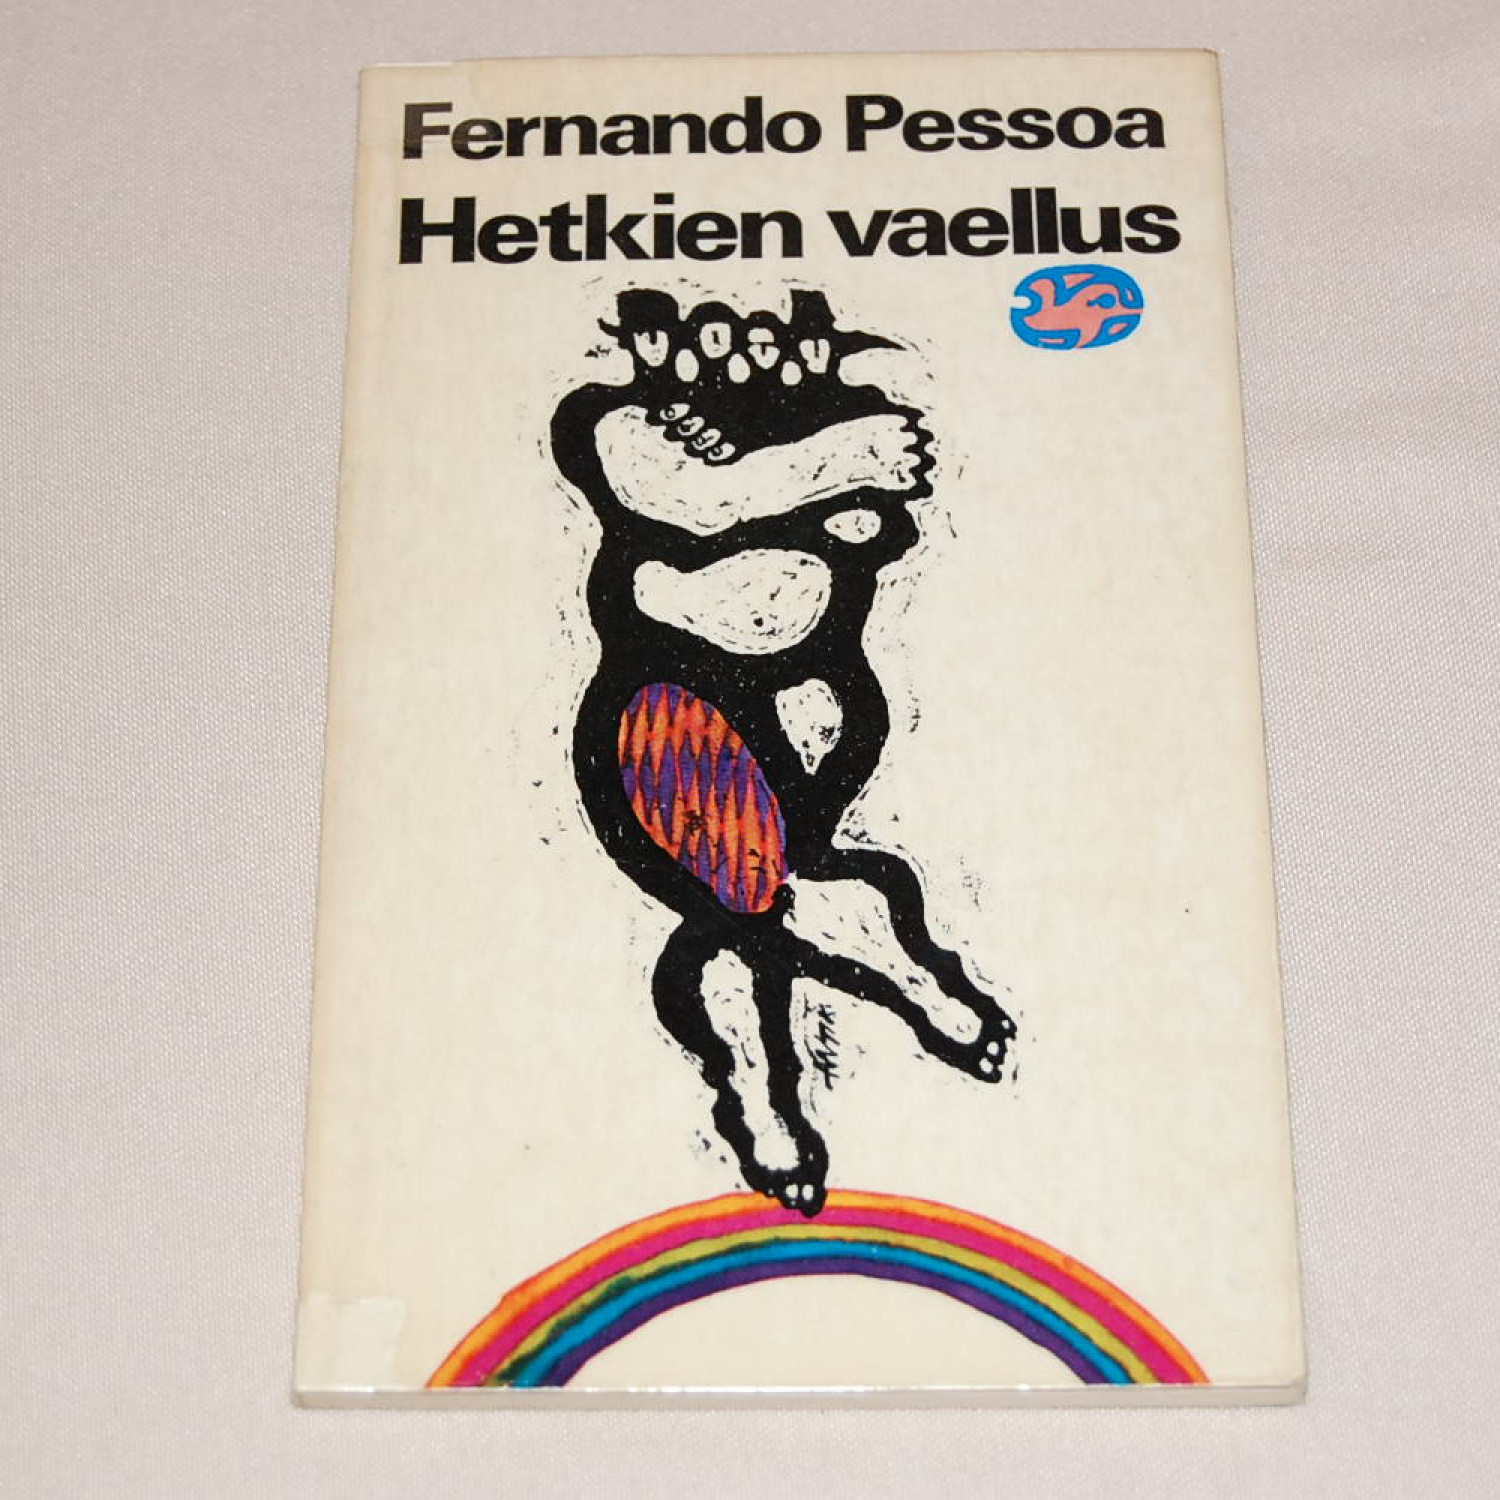 Fernando Pessoa
Hetkien vaellus